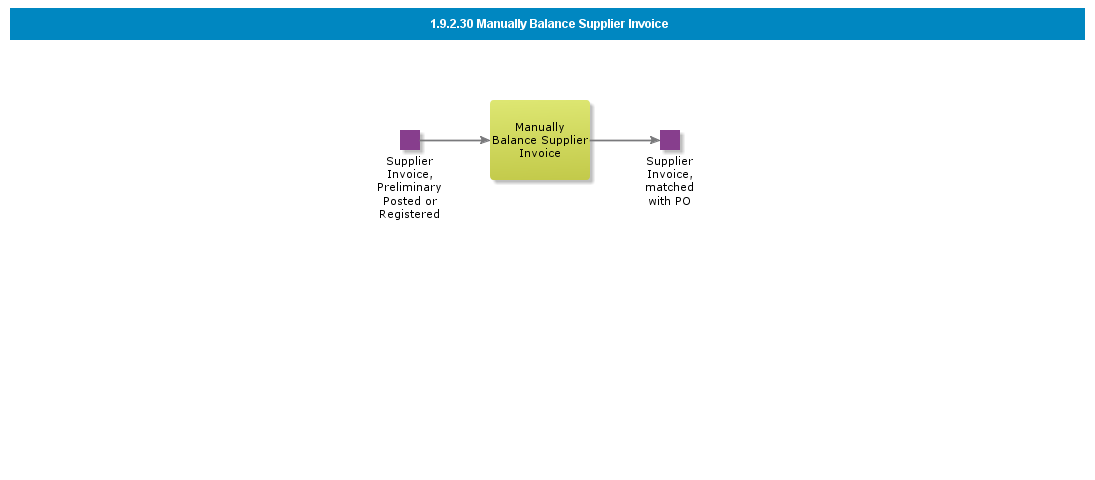 1.9.2.30 Manually Balance Supplier Invoice
Manually
Balance Supplier
Invoice
Supplier
Invoice,
Preliminary
Posted or
Registered
Supplier
Invoice,
matched
with PO